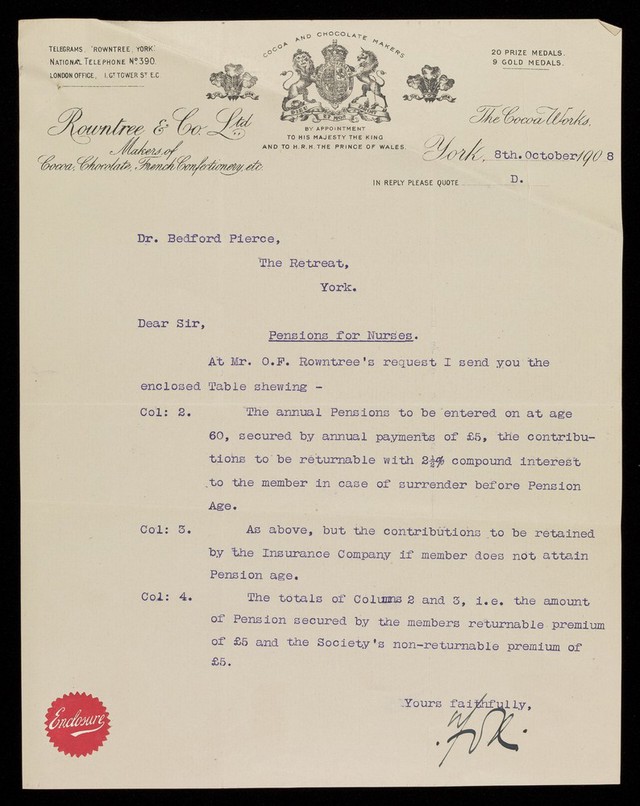 TELEGRAMS, 'ROWNTREE, YORK'.
NATIONAL TELEPHONE No 390.
LONDON OFFICE, 1, GT TOWER ST E.C
COCOA AND CHOCOLATE MAKERS
BY APPOINTMENT
TO HIS MAJESTY THE KING
AND TO H.R.H. THE PRINCE OF WALES.
20 PRIZE MEDALS.
9 GOLD MEDALS.
Rowntree & Co. Ltd
Makers of
Cocoa, Chocolate, French Confectionery, etc
The Cocoa Works.
York, 8th. October/1908
IN REPLY PLEASE QUOTE D.
Dr. Bedford Pierce,
The Retreat,
York.
Dear Sir,
Pensions for Nurses.
At Mr. O.F. Rowntree's request I send you the
enclosed Table shewing -
Col: 2. The annual Pensions to be entered on at age
60, secured by annual payments of £5, the contribu-
tions to be returnable with 2½% compound interest
to the member in case of surrender before Pension
Age.
Col: 3. As above, but the contributions to be retained
by the Insurance Company if member does not attain
Pension age.
Col: 4. The totals of Columns 2 and 3, i.e. the amount
of Pension secured by the members returnable premium
of £5 and the Society's non-returnable premium of
£5.
Yours faithfully,
Enclosure